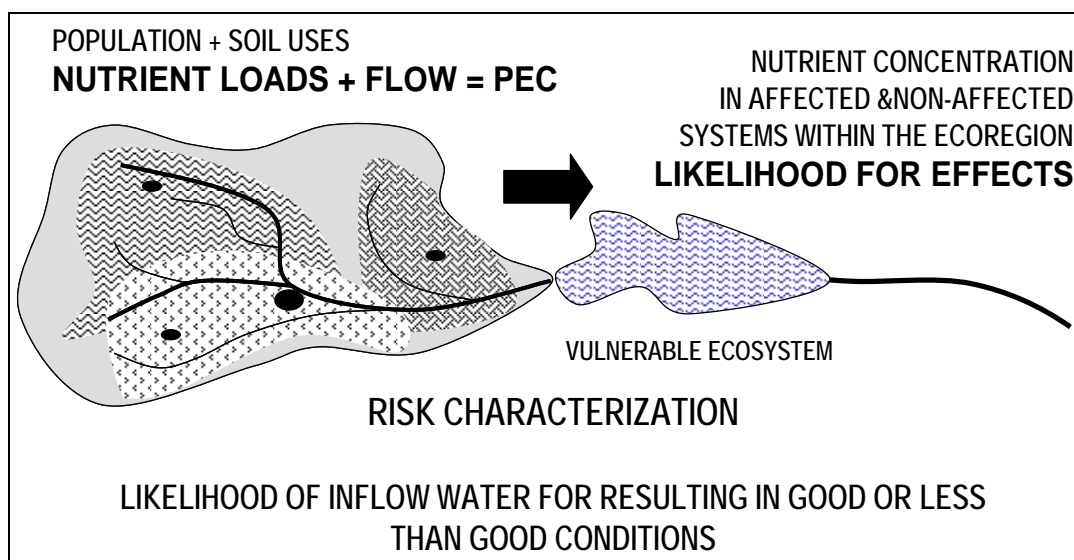 POPULATION + SOIL USES
NUTRIENT LOADS + FLOW = PEC
NUTRIENT CONCENTRATION
IN AFFECTED &NON-AFFECTED
SYSTEMS WITHIN THE ECOREGION
LIKELIHOOD FOR EFFECTS
VULNERABLE ECOSYSTEM
RISK CHARACTERIZATION
LIKELIHOOD OF INFLOW WATER FOR RESULTING IN GOOD OR LESS
THAN GOOD CONDITIONS